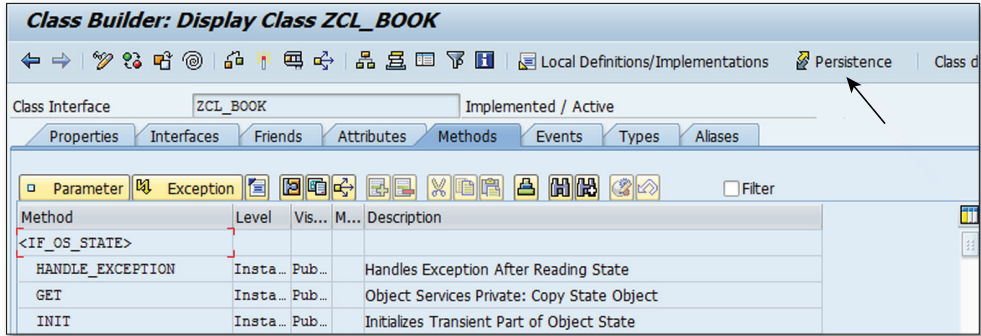 Class Builder: Display Class ZCL_BOOK
Local Definitions/Implementations Persistence Class d
Class Interface ZCL_BOOK Implemented / Active
Properties Interfaces Friends Attributes Methods Events Types Aliases
Parameter Exception Filter
Method Level Vis... M... Description
<IF_OS_STATE>
HANDLE_EXCEPTION Insta... Pub... Handles Exception After Reading State
GET Insta... Pub... Object Services Private: Copy State Object
INIT Insta... Pub... Initializes Transient Part of Object State